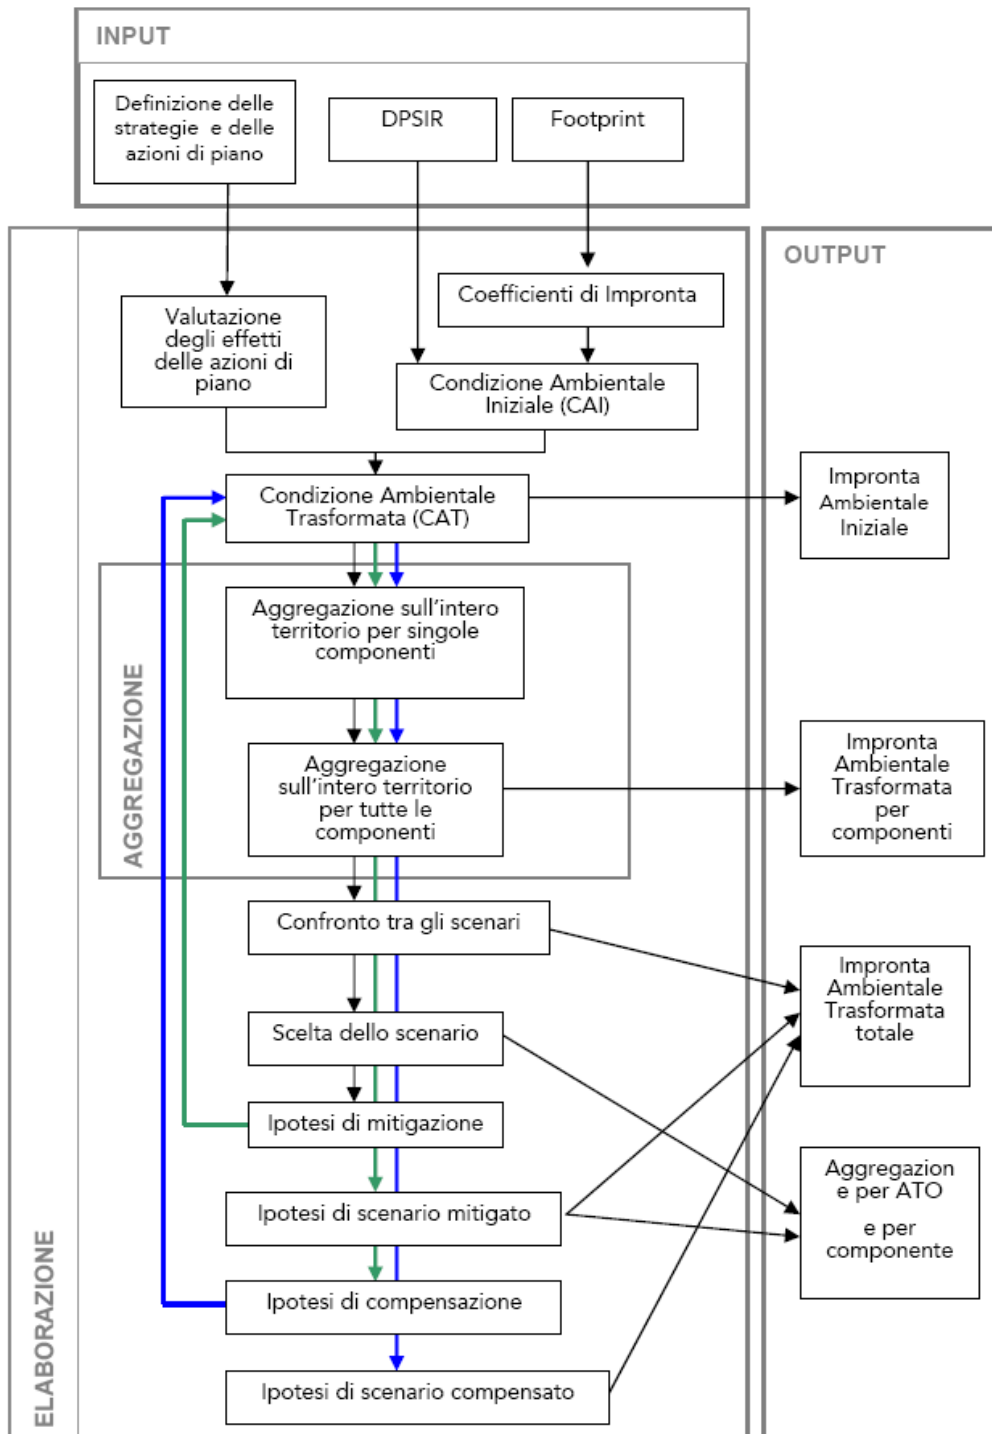 INPUT
Definizione delle
strategie e delle
azioni di piano
DPSIR
Footprint
OUTPUT
Coefficienti di Impronta
Valutazione
degli effetti
delle azioni di
piano
Condizione Ambientale
Iniziale (CAI)
Condizione Ambientale
Trasformata (CAT)
Impronta
Ambientale
Iniziale
AGGREGAZIONE
Aggregazione sull'intero
territorio per singole
componenti
Aggregazione
sull'intero territorio
per tutte le
componenti
Impronta
Ambientale
Trasformata
per
componenti
Confronto tra gli scenari
Impronta
Ambientale
Trasformata
totale
Scelta dello scenario
Ipotesi di mitigazione
Aggregazion
e per ATO
e per
componente
Ipotesi di scenario mitigato
Ipotesi di compensazione
Ipotesi di scenario compensato
ELABORAZIONE